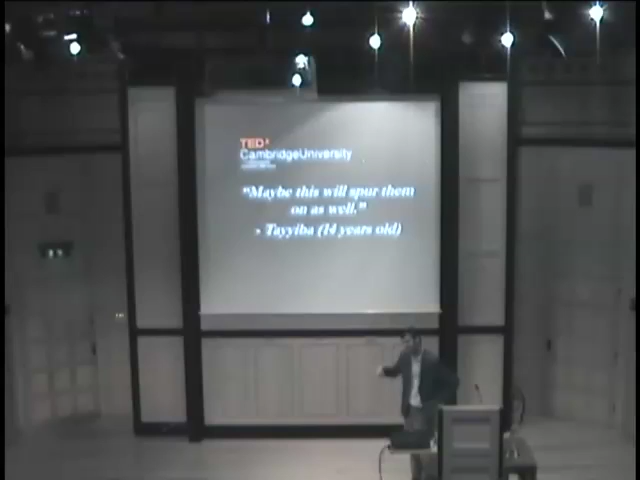 TEDx
CambridgeUniversity
"Maybe this will spur them
on as well."
- Tayyiba (14 years old)